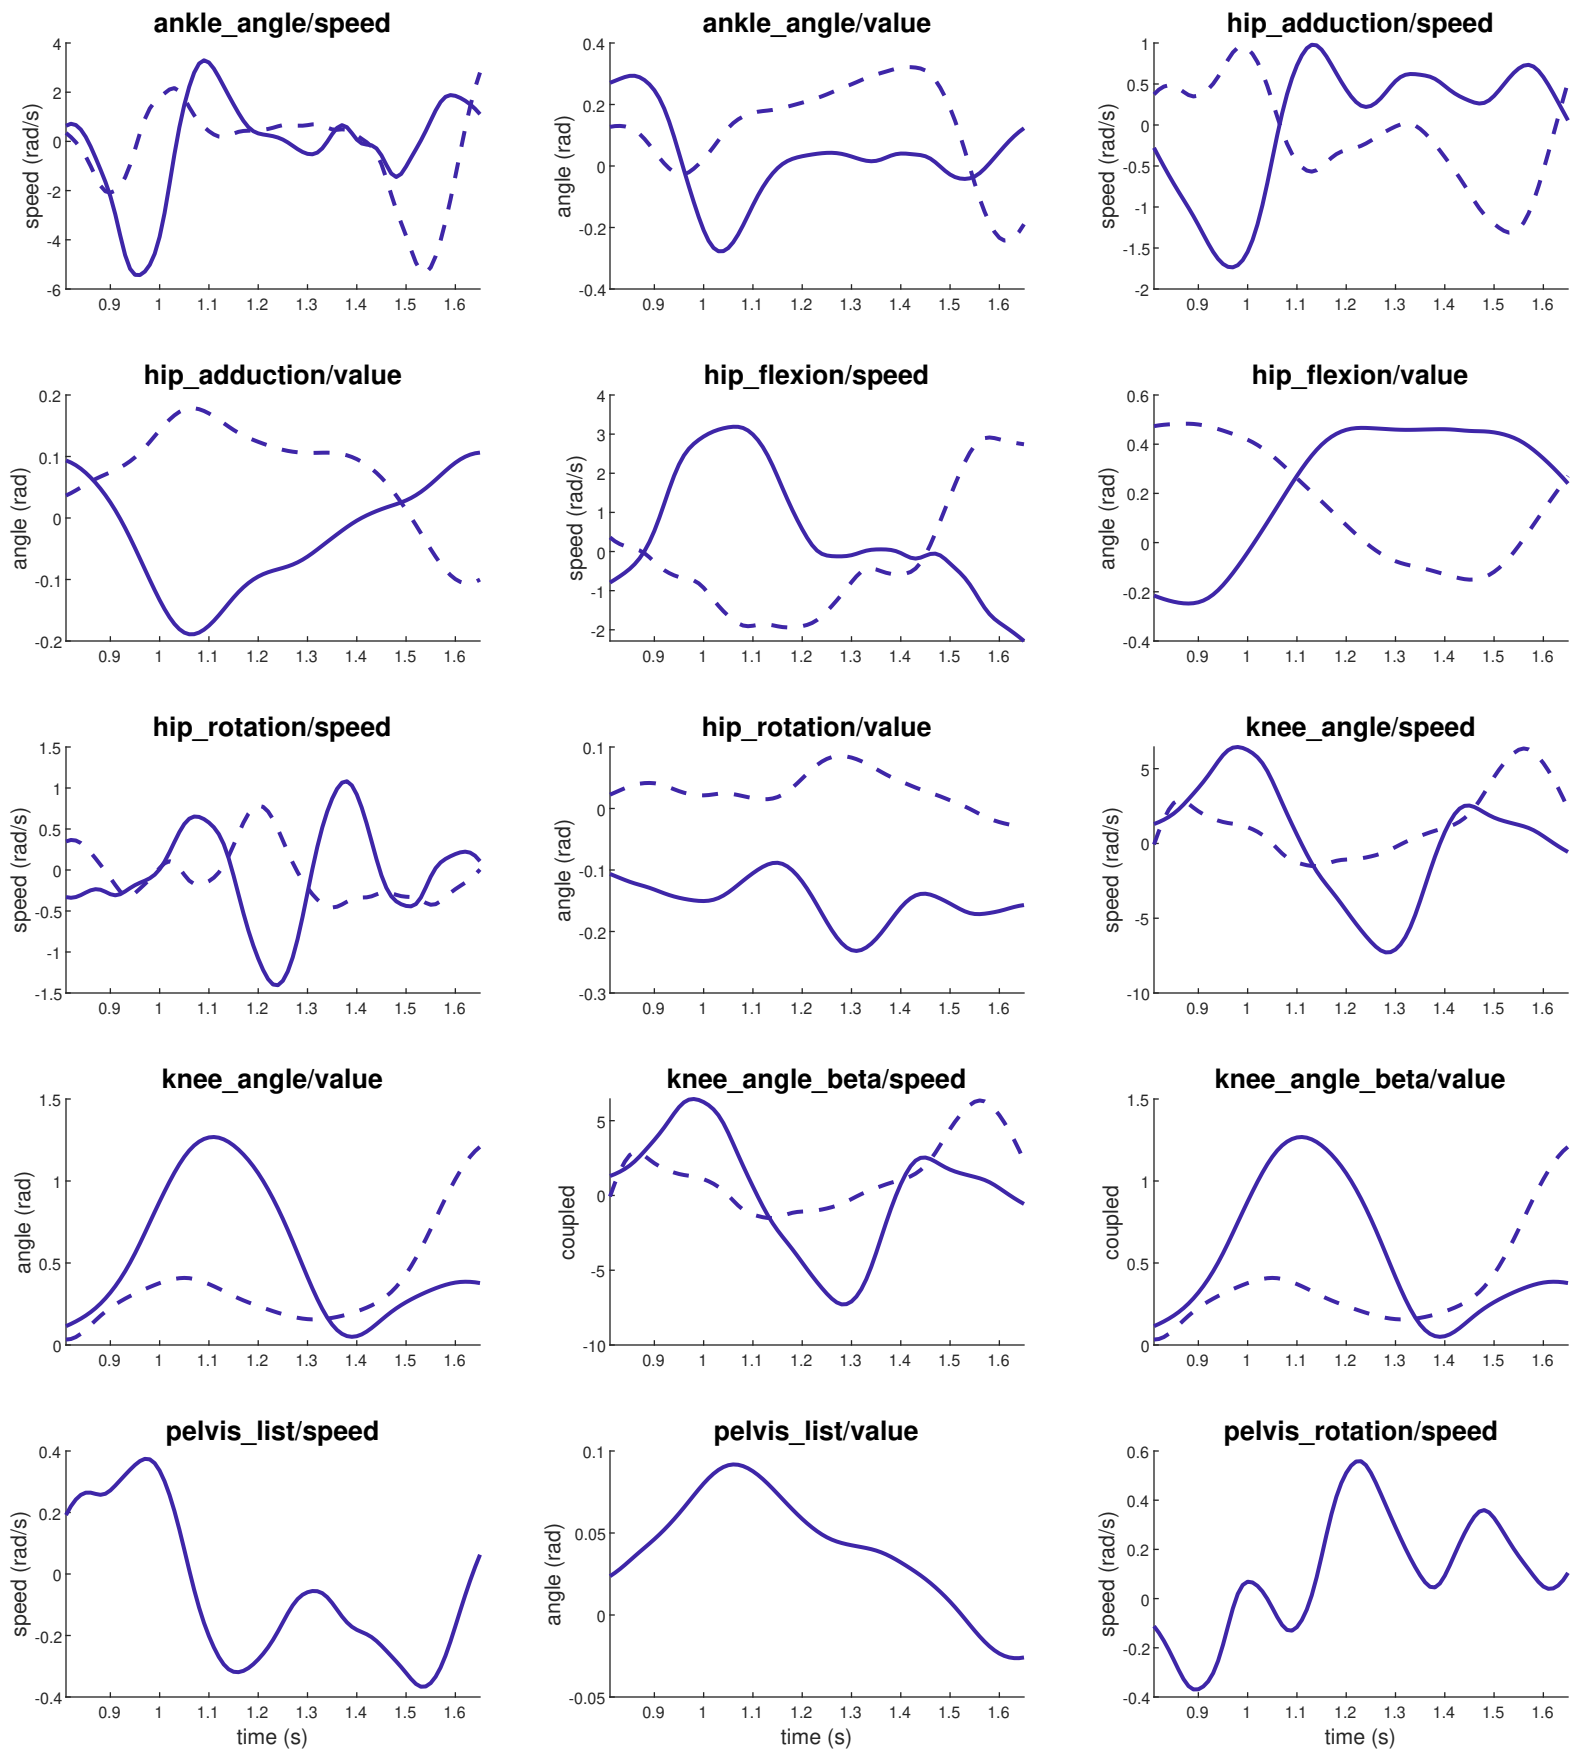 ankle_angle/speed
4
2
0
-2
-4
-6
speed (rad/s)
0.9 1 1.1 1.2 1.3 1.4 1.5 1.6
ankle_angle/value
0.4
0.2
0
-0.2
-0.4
angle (rad)
0.9 1 1.1 1.2 1.3 1.4 1.5 1.6
hip_adduction/speed
1
0.5
0
-0.5
-1
-1.5
-2
speed (rad/s)
0.9 1 1.1 1.2 1.3 1.4 1.5 1.6
hip_adduction/value
0.2
0.1
0
-0.1
-0.2
angle (rad)
0.9 1 1.1 1.2 1.3 1.4 1.5 1.6
hip_flexion/speed
4
3
2
1
0
-1
-2
speed (rad/s)
0.9 1 1.1 1.2 1.3 1.4 1.5 1.6
hip_flexion/value
0.6
0.4
0.2
0
-0.2
-0.4
angle (rad)
0.9 1 1.1 1.2 1.3 1.4 1.5 1.6
hip_rotation/speed
1.5
1
0.5
0
-0.5
-1
-1.5
speed (rad/s)
0.9 1 1.1 1.2 1.3 1.4 1.5 1.6
hip_rotation/value
0.1
0
-0.1
-0.2
-0.3
angle (rad)
0.9 1 1.1 1.2 1.3 1.4 1.5 1.6
knee_angle/speed
5
0
-5
-10
speed (rad/s)
0.9 1 1.1 1.2 1.3 1.4 1.5 1.6
knee_angle/value
1.5
1
0.5
0
angle (rad)
0.9 1 1.1 1.2 1.3 1.4 1.5 1.6
knee_angle_beta/speed
5
0
-5
-10
coupled
0.9 1 1.1 1.2 1.3 1.4 1.5 1.6
knee_angle_beta/value
1.5
1
0.5
0
coupled
0.9 1 1.1 1.2 1.3 1.4 1.5 1.6
pelvis_list/speed
0.4
0.2
0
-0.2
-0.4
speed (rad/s)
0.9 1 1.1 1.2 1.3 1.4 1.5 1.6
time (s)
pelvis_list/value
0.1
0.05
0
-0.05
angle (rad)
0.9 1 1.1 1.2 1.3 1.4 1.5 1.6
time (s)
pelvis_rotation/speed
0.6
0.4
0.2
0
-0.2
-0.4
speed (rad/s)
0.9 1 1.1 1.2 1.3 1.4 1.5 1.6
time (s)